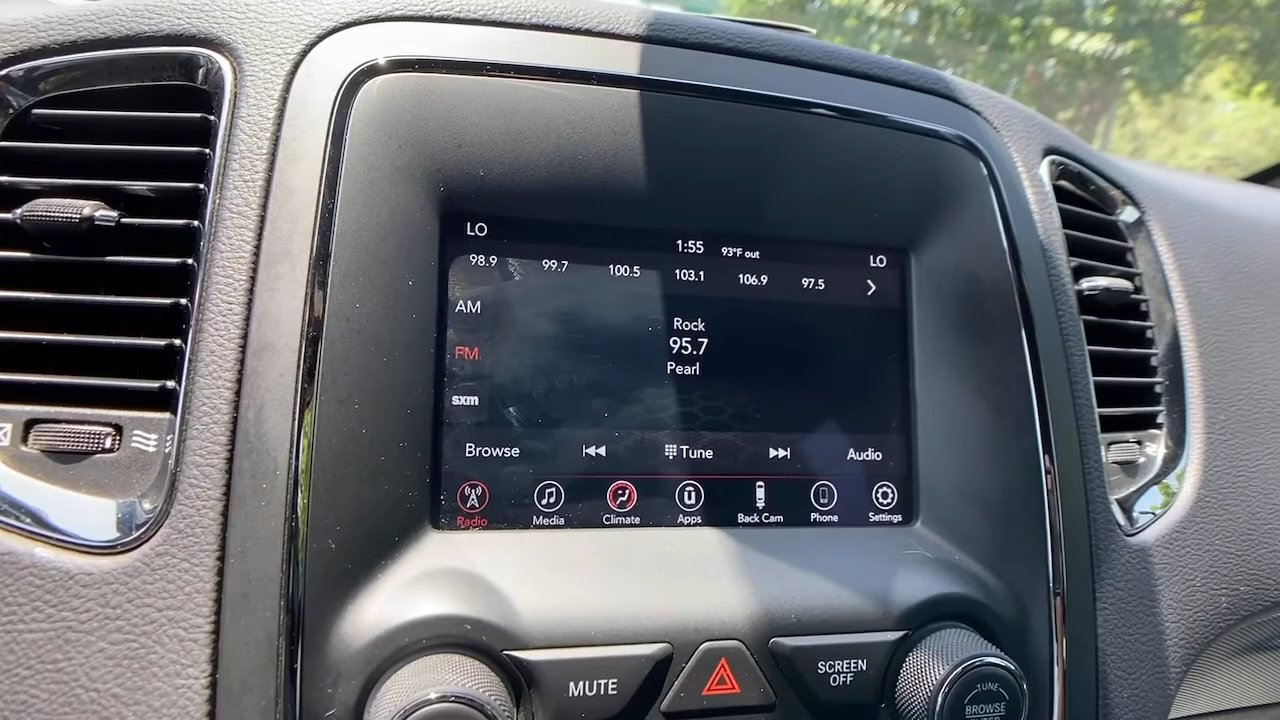 LO
1:55 93°F out
LO
98.9 99.7 100.5 103.1 106.9 97.5
AM
FM
sxm
Rock
95.7
Pearl
Browse
Tune
Audio
Radio Media Climate Apps Back Cam Phone Settings
MUTE
SCREEN
OFF
TUNE
BROWSE